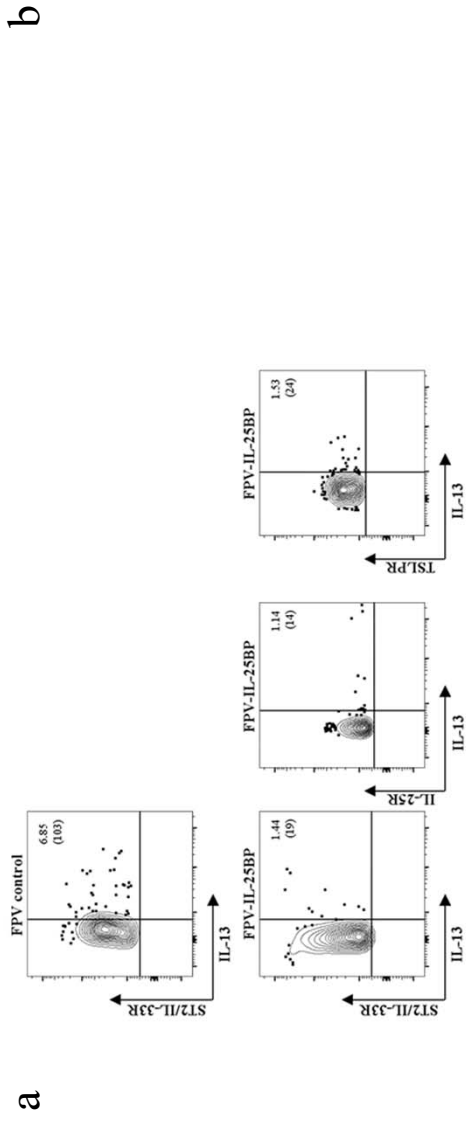 a
b
FPV control
6.85
(103)
ST2/IL-33R
IL-13
FPV-IL-25BP
1.44
(19)
ST2/IL-33R
IL-13
FPV-IL-25BP
1.14
(14)
IL-25R
IL-13
FPV-IL-25BP
1.53
(24)
TSLPR
IL-13